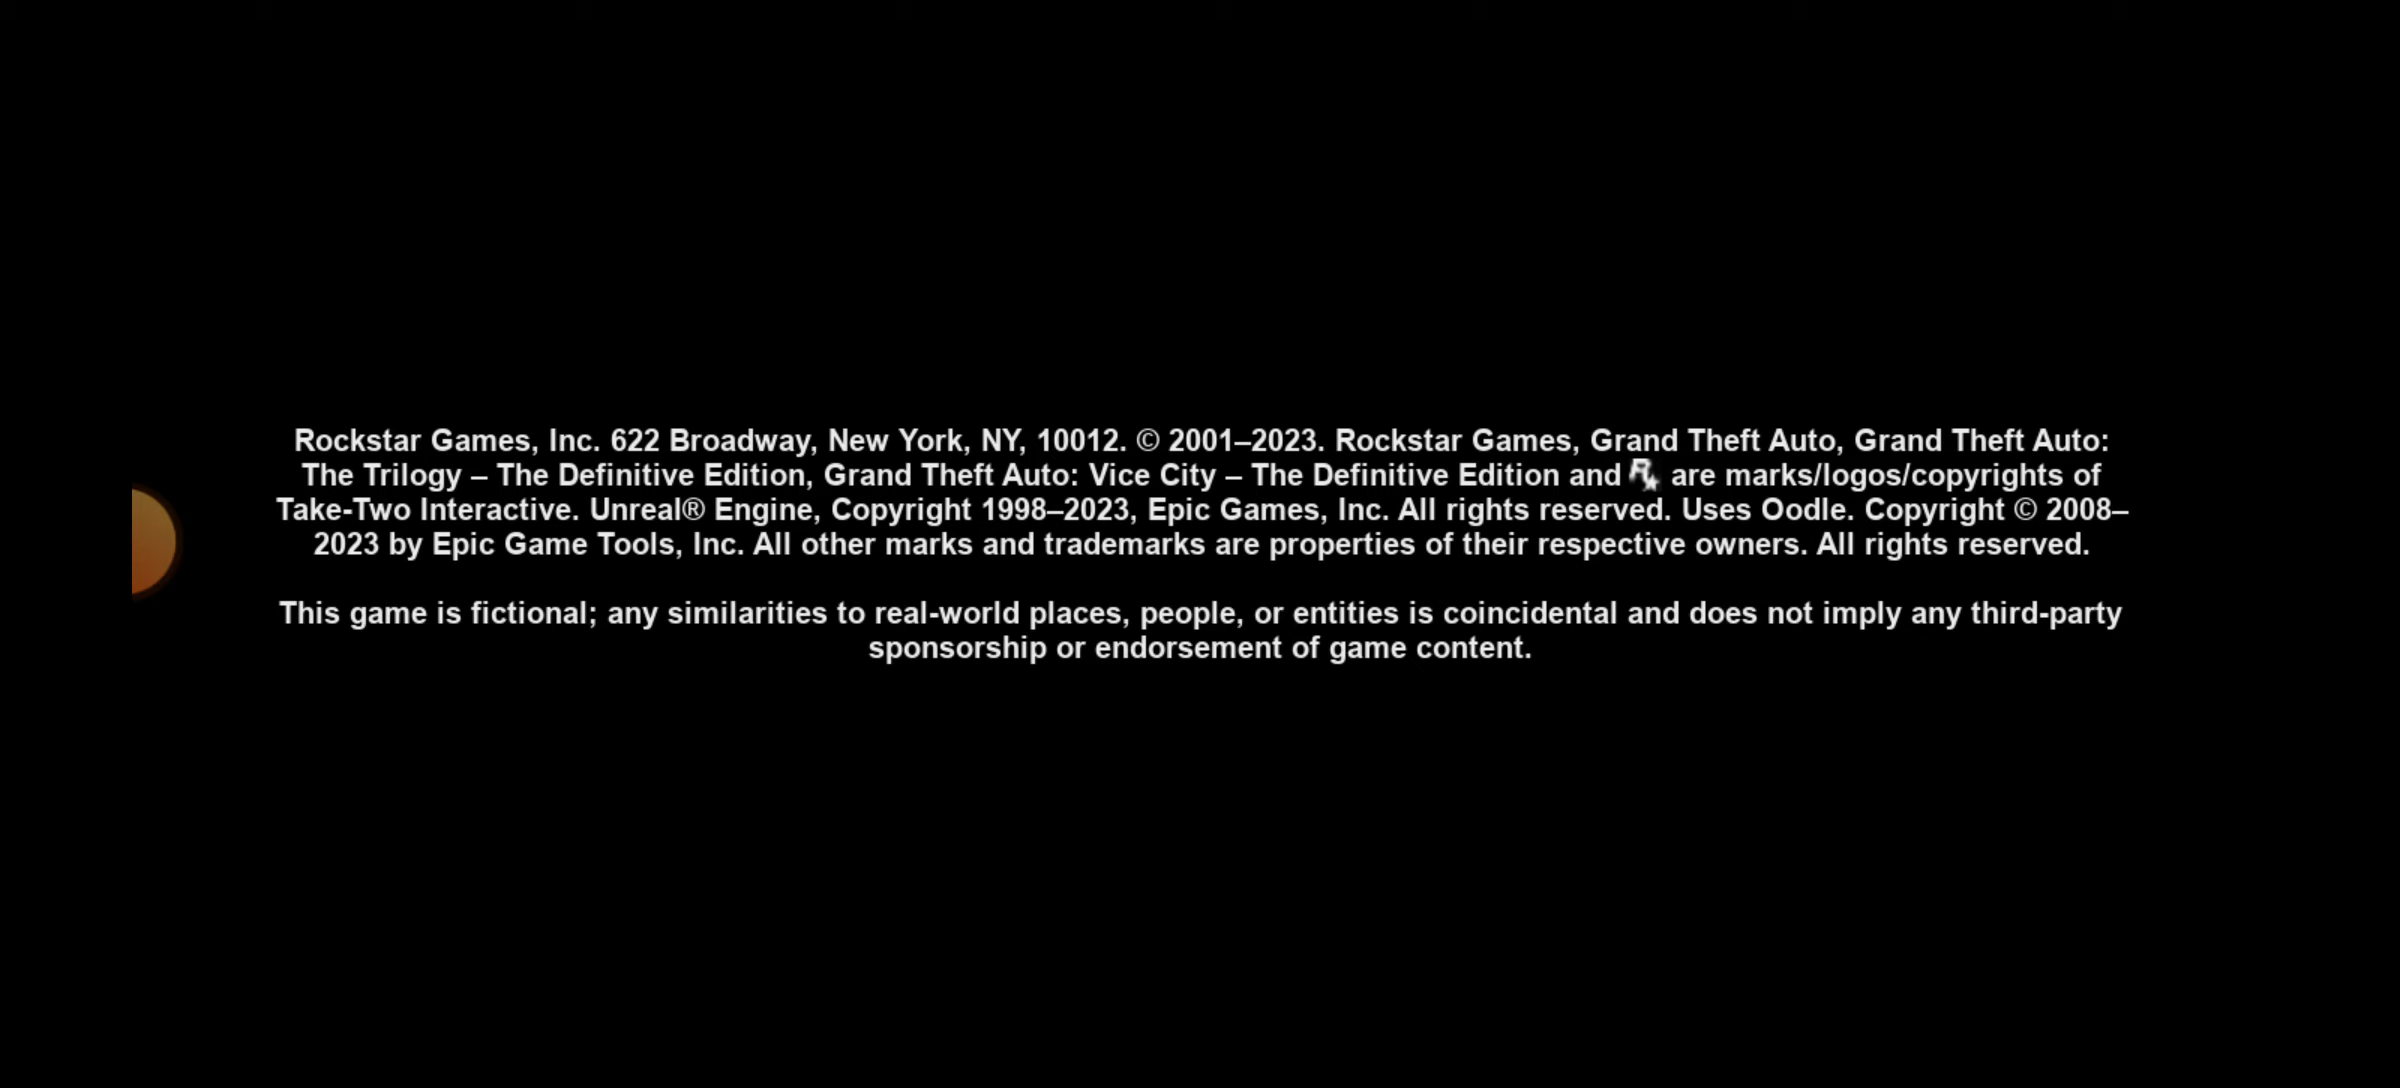 Rockstar Games, Inc. 622 Broadway, New York, NY, 10012. © 2001–2023. Rockstar Games, Grand Theft Auto, Grand Theft Auto:
The Trilogy – The Definitive Edition, Grand Theft Auto: Vice City – The Definitive Edition and R★ are marks/logos/copyrights of
Take-Two Interactive. Unreal® Engine, Copyright 1998–2023, Epic Games, Inc. All rights reserved. Uses Oodle. Copyright © 2008–
2023 by Epic Game Tools, Inc. All other marks and trademarks are properties of their respective owners. All rights reserved.
This game is fictional; any similarities to real-world places, people, or entities is coincidental and does not imply any third-party
sponsorship or endorsement of game content.